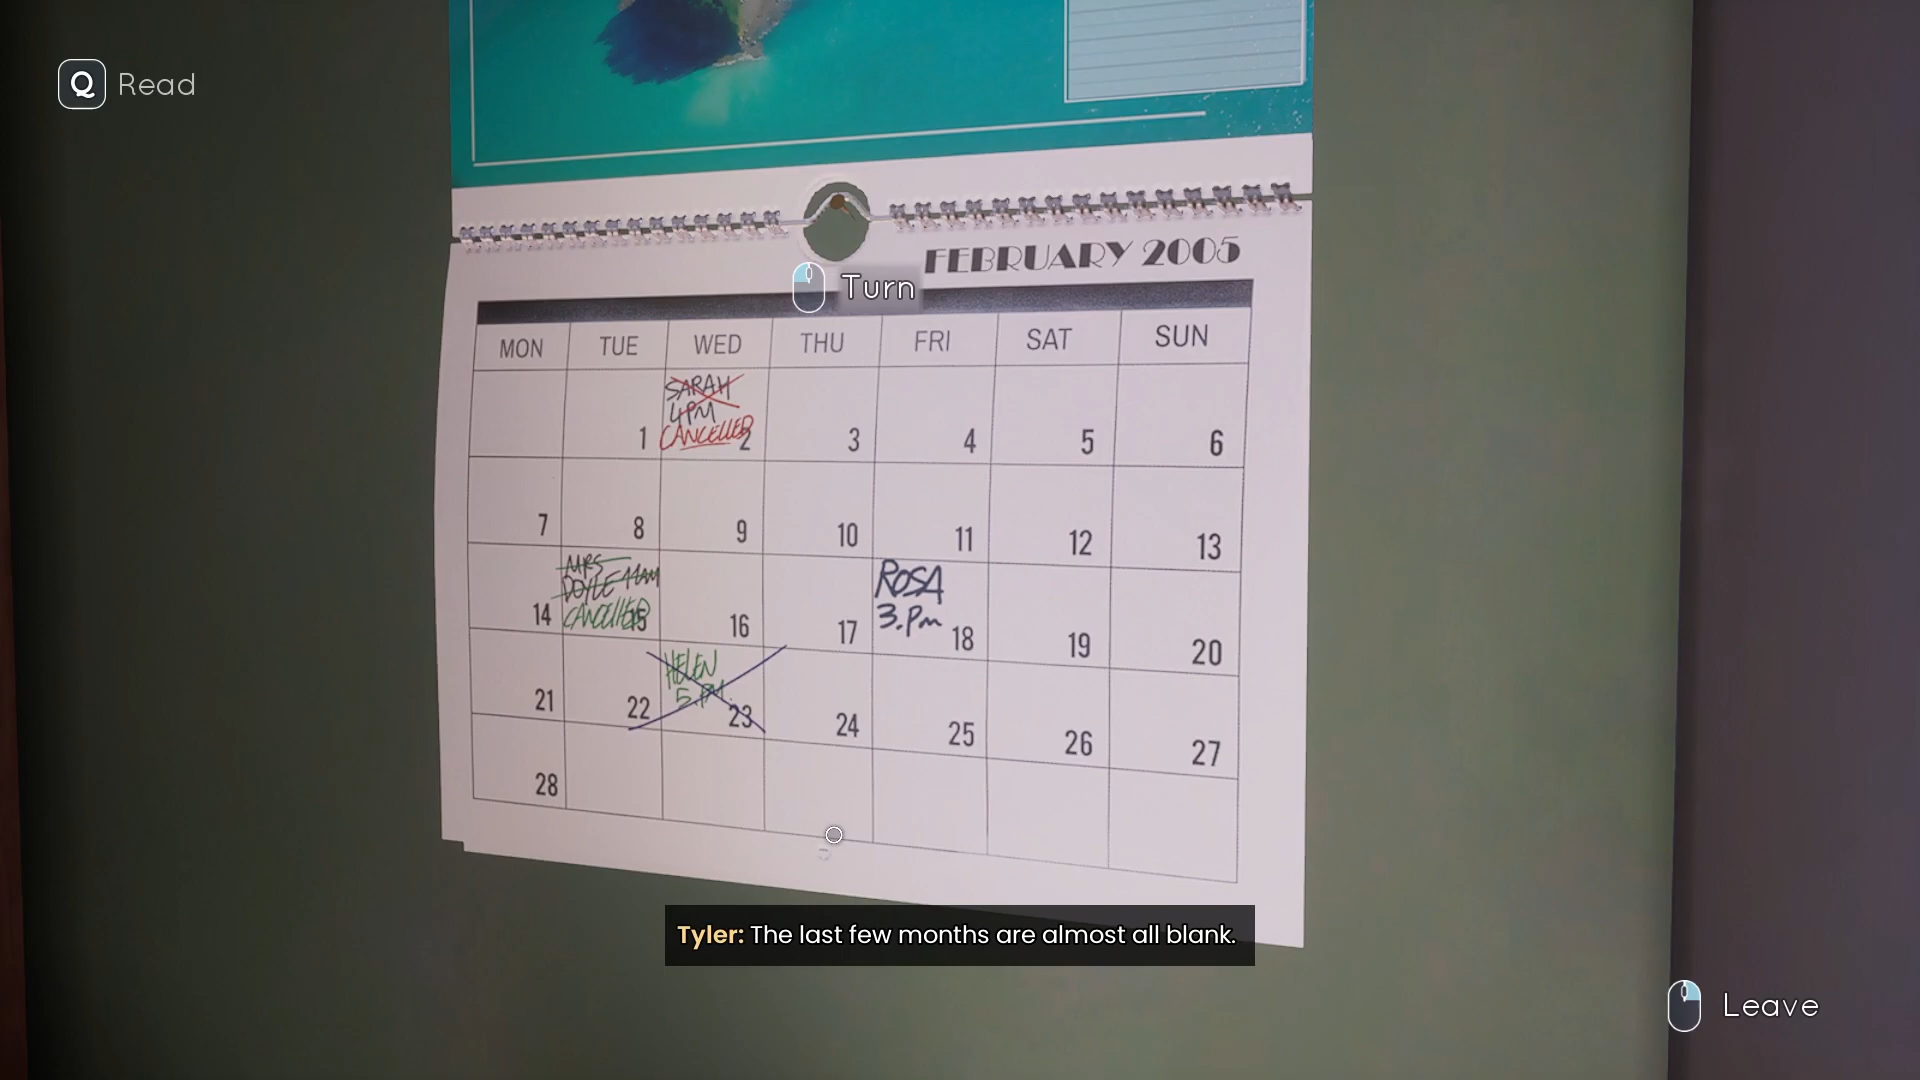 Q Read
FEBRUARY 2005
Turn
MON TUE WED THU FRI SAT SUN
SARAH
4PM
CANCELLED
1 2 3 4 5 6
7 8 9 10 11 12 13
MRS
DOYLE 11AM
CANCELLED
ROSA
3.Pm
14 15 16 17 18 19 20
HELEN
5.PM.
21 22 23 24 25 26 27
28
Tyler: The last few months are almost all blank.
Leave